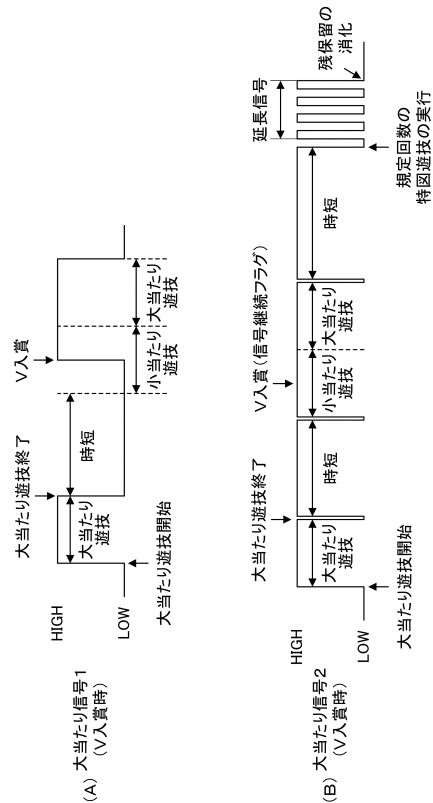 (A)
大当たり信号1
(V入賞時)
HIGH
LOW
大当たり遊技開始
大当たり
遊技
大当たり遊技終了
時短
V入賞
小当たり
遊技
大当たり
遊技
(B)
大当たり信号2
(V入賞時)
HIGH
LOW
大当たり遊技開始
大当たり
遊技
大当たり遊技終了
時短
V入賞(信号継続フラグ)
小当たり
遊技
大当たり
遊技
時短
規定回数の
特図遊技の実行
延長信号
残保留の
消化